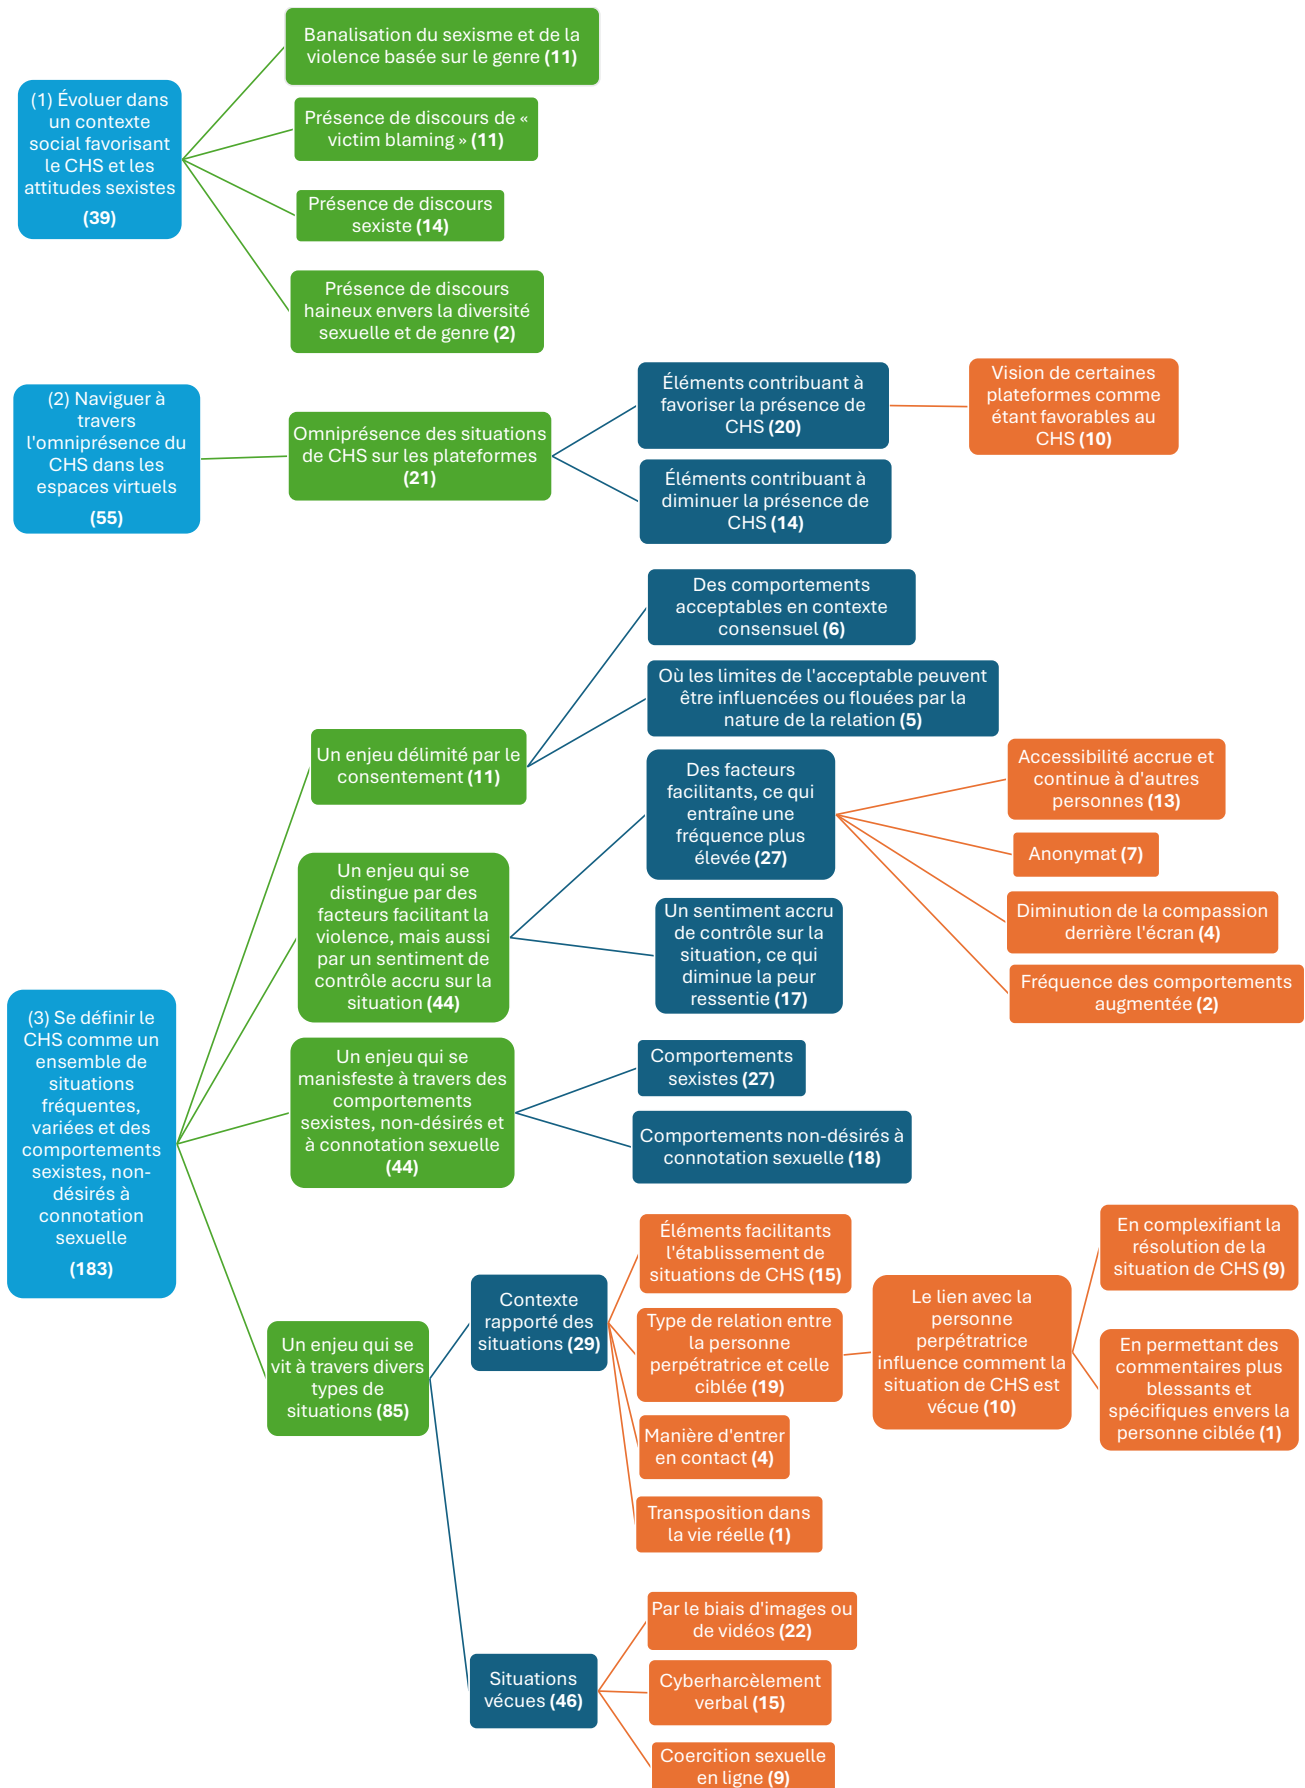 (1) Évoluer dans
un contexte
social favorisant
le CHS et les
attitudes sexistes
(39)
Banalisation du sexisme et de la
violence basée sur le genre (11)
Présence de discours de «
victim blaming » (11)
Présence de discours
sexiste (14)
Présence de discours
haineux envers la diversité
sexuelle et de genre (2)
(2) Naviguer à
travers
l'omniprésence du
CHS dans les
espaces virtuels
(55)
Omniprésence des situations
de CHS sur les plateformes
(21)
Éléments contribuant à
favoriser la présence de
CHS (20)
Vision de certaines
plateformes comme
étant favorables au
CHS (10)
Éléments contribuant à
diminuer la présence de
CHS (14)
(3) Se définir le
CHS comme un
ensemble de
situations
fréquentes,
variées et des
comportements
sexistes, non-
désirés à
connotation
sexuelle
(183)
Un enjeu délimité par le
consentement (11)
Des comportements
acceptables en contexte
consensuel (6)
Où les limites de l'acceptable peuvent
être influencées ou flouées par la
nature de la relation (5)
Un enjeu qui se
distingue par des
facteurs facilitant la
violence, mais aussi
par un sentiment de
contrôle accru sur la
situation (44)
Des facteurs
facilitants, ce qui
entraîne une
fréquence plus
élevée (27)
Accessibilité accrue et
continue à d'autres
personnes (13)
Anonymat (7)
Diminution de la compassion
derrière l'écran (4)
Fréquence des comportements
augmentée (2)
Un sentiment accru
de contrôle sur la
situation, ce qui
diminue la peur
ressentie (17)
Un enjeu qui se
manisfeste à travers des
comportements
sexistes, non-désirés et
à connotation sexuelle
(44)
Comportements
sexistes (27)
Comportements non-désirés à
connotation sexuelle (18)
Un enjeu qui se
vit à travers divers
types de
situations (85)
Contexte
rapporté des
situations (29)
Éléments facilitants
l'établissement de
situations de CHS (15)
Type de relation entre
la personne
perpétratrice et celle
ciblée (19)
Le lien avec la
personne
perpétratrice
influence comment la
situation de CHS est
vécue (10)
En complexifiant la
résolution de la
situation de CHS (9)
En permettant des
commentaires plus
blessants et
spécifiques envers la
personne ciblée (1)
Manière d'entrer
en contact (4)
Transposition dans
la vie réelle (1)
Situations
vécues (46)
Par le biais d'images ou
de vidéos (22)
Cyberharcèlement
verbal (15)
Coercition sexuelle
en ligne (9)